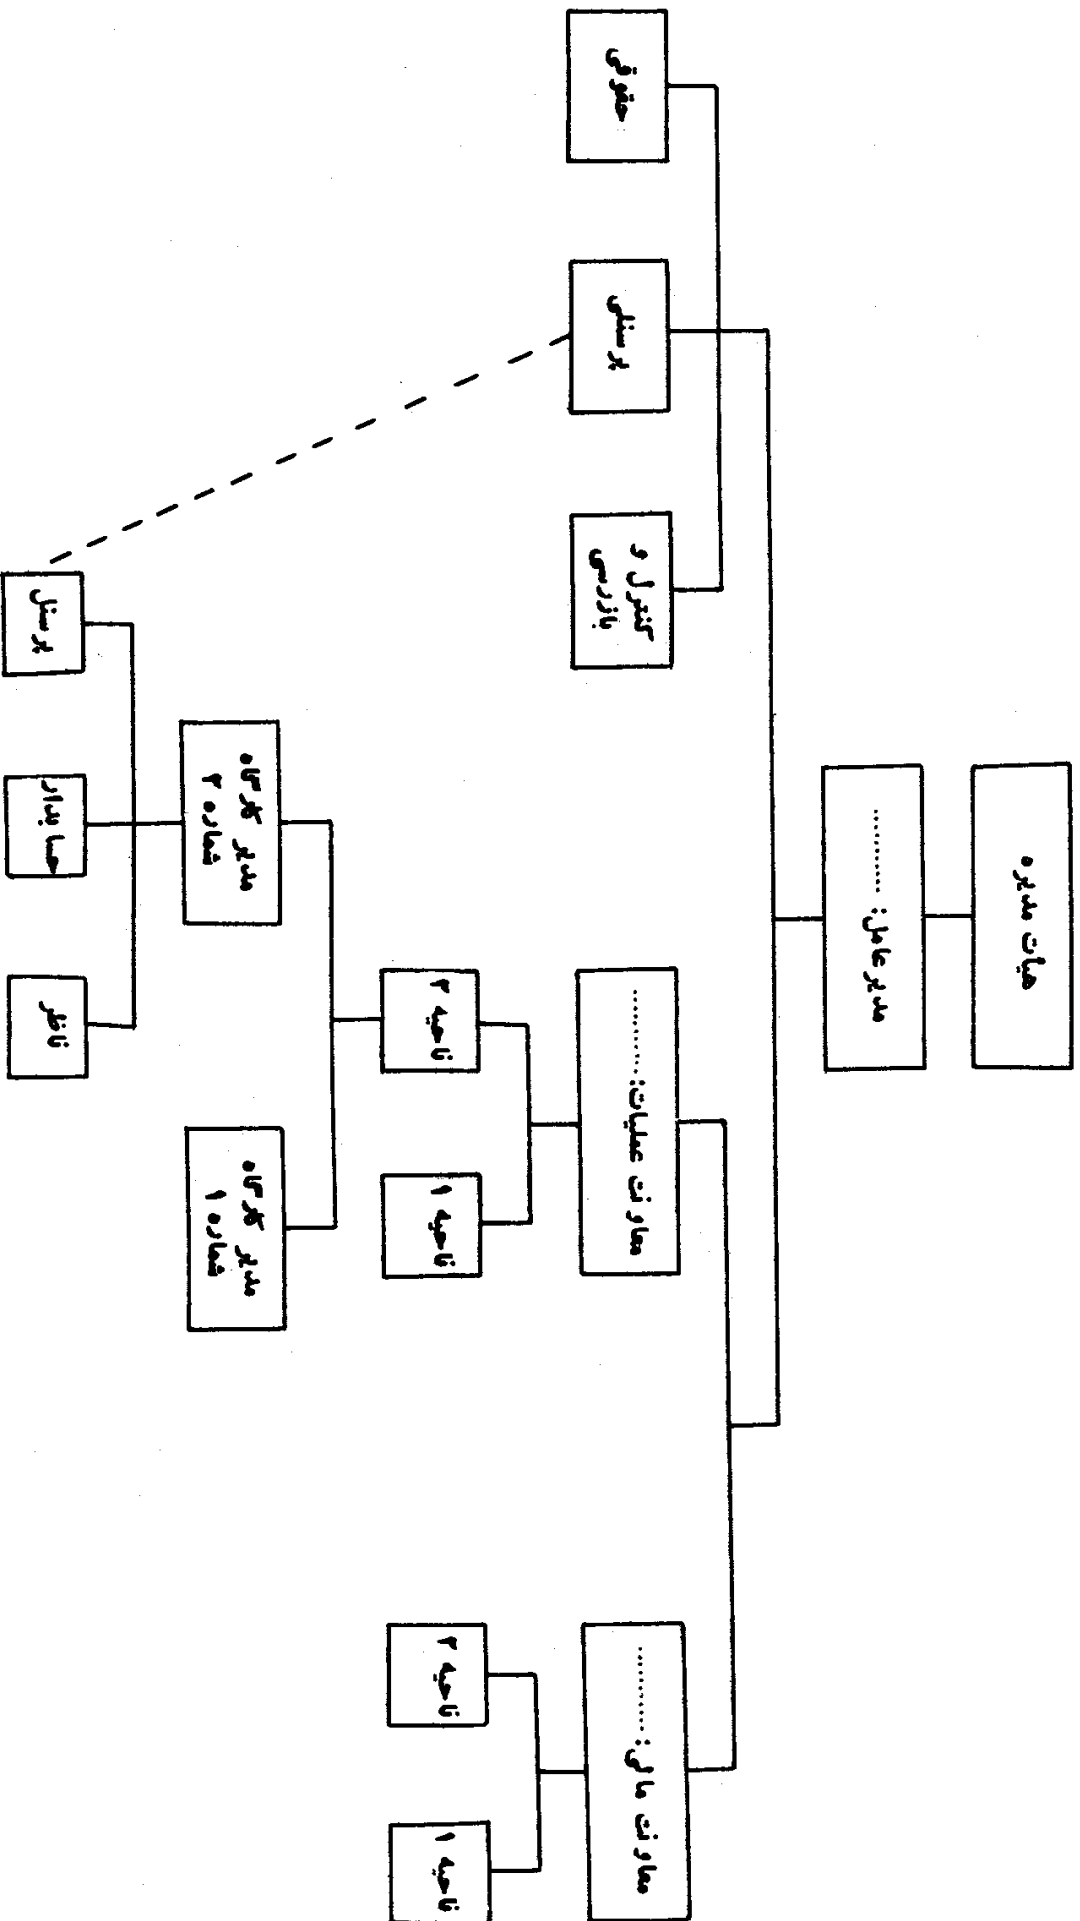 هیأت مدیره
مدیرعامل: ............
معاونت مالی: ............
معاونت عملیات: ............
کنترل و
بازرسی
پرسنلی
حقوقی
ناحیه ۱
ناحیه ۲
ناحیه ۱
ناحیه ۲
مدیر کارگاه
شماره ۱
مدیر کارگاه
شماره ۲
ناظر
حسابدار
پرسنل